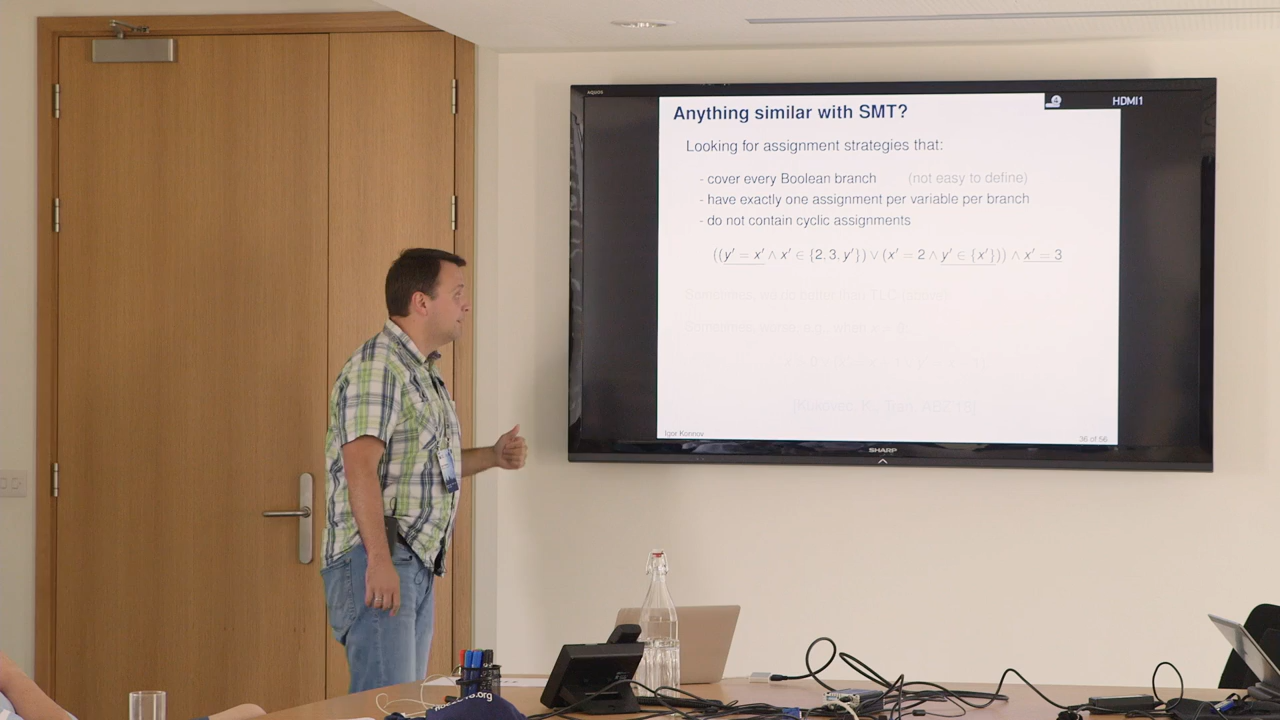 AQUOS
HDMI1
Anything similar with SMT?
Looking for assignment strategies that:
- cover every Boolean branch (not easy to define)
- have exactly one assignment per variable per branch
- do not contain cyclic assignments
((y′ = x′ ∧ x′ ∈ {2, 3, y′}) ∨ (x′ = 2 ∧ y′ ∈ {x′})) ∧ x′ = 3
Igor Konnov
36 of 56
SHARP